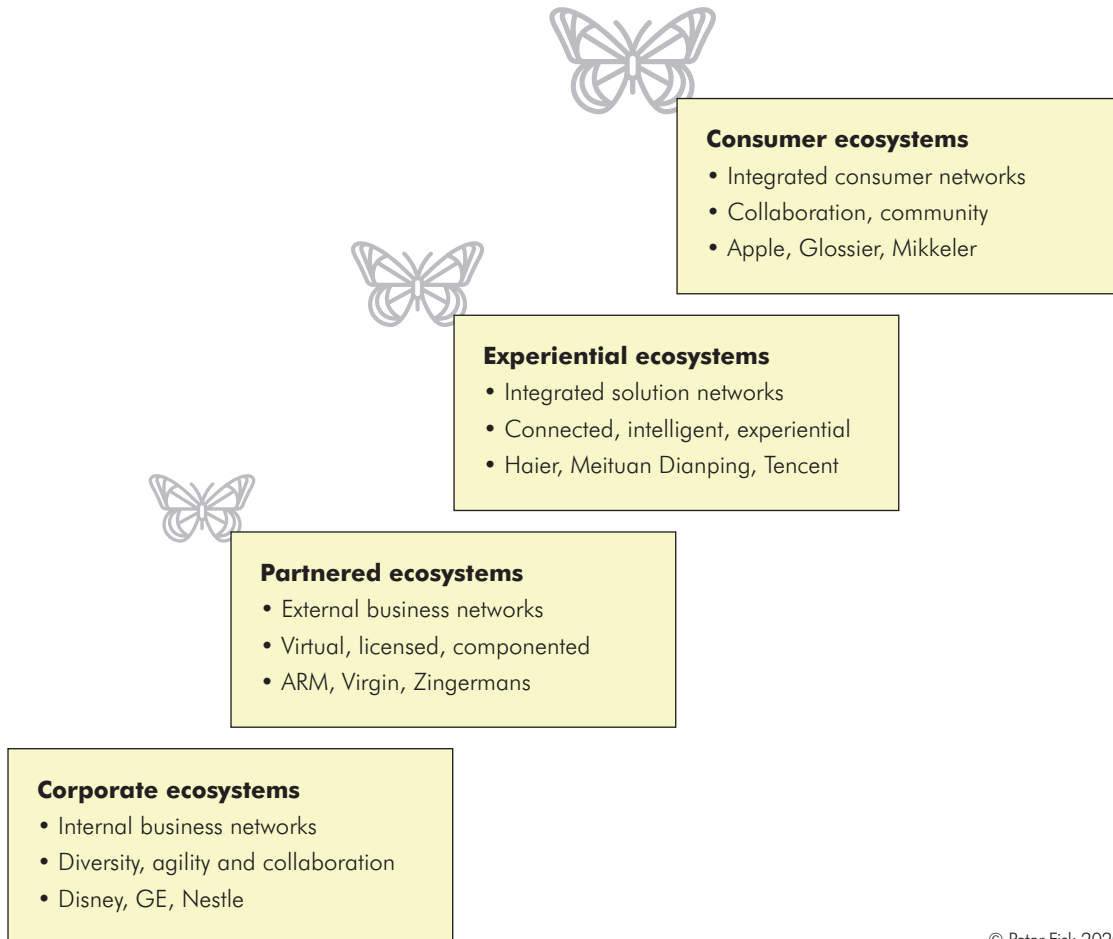 Consumer ecosystems
• Integrated consumer networks
• Collaboration, community
• Apple, Glossier, Mikkeler
Experiential ecosystems
• Integrated solution networks
• Connected, intelligent, experiential
• Haier, Meituan Dianping, Tencent
Partnered ecosystems
• External business networks
• Virtual, licensed, componented
• ARM, Virgin, Zingermans
Corporate ecosystems
• Internal business networks
• Diversity, agility and collaboration
• Disney, GE, Nestle
© Peter Fisk